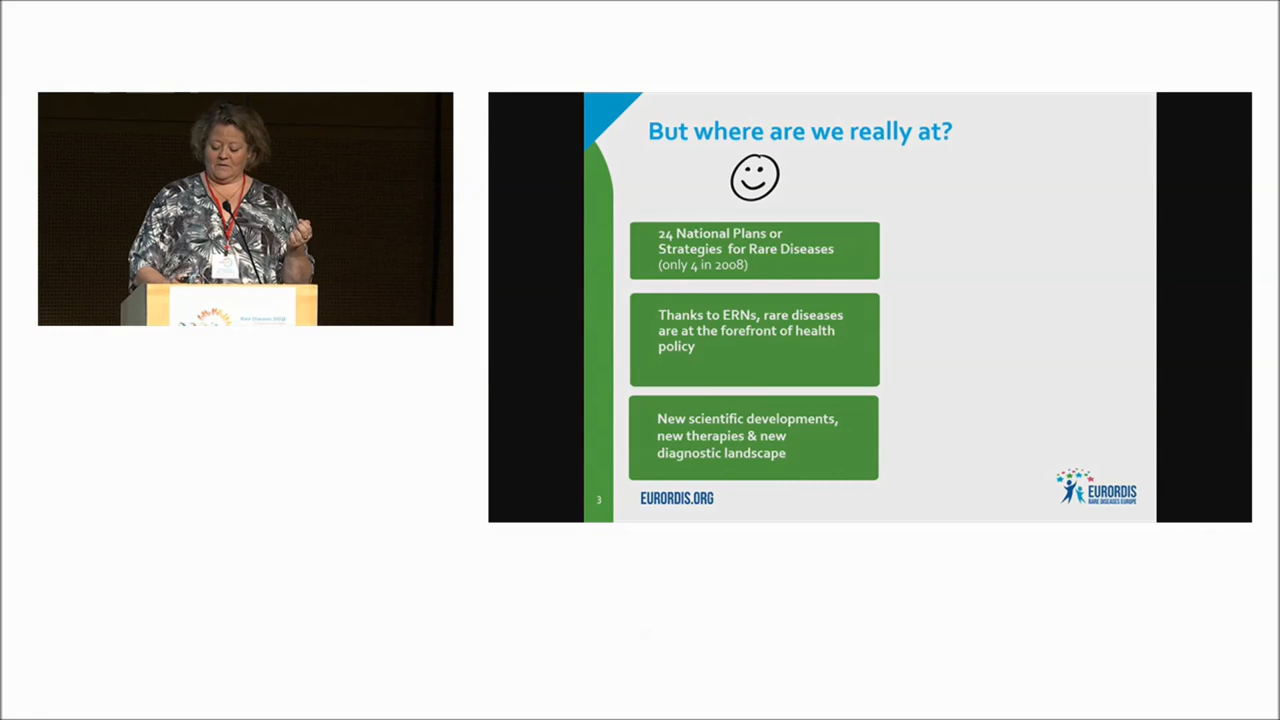 But where are we really at?
24 National Plans or
Strategies for Rare Diseases
(only 4 in 2008)
Thanks to ERNs, rare diseases
are at the forefront of health
policy
New scientific developments,
new therapies & new
diagnostic landscape
3
EURORDIS.ORG
EURORDIS
RARE DISEASES EUROPE